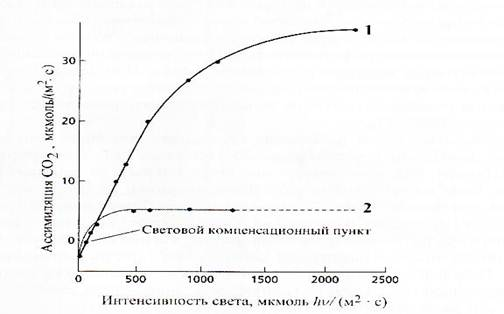 Ассимиляция CO₂, мкмоль/(м²· с)
30
20
10
0
1
2
Световой компенсационный пункт
0 500 1000 1500 2000 2500
Интенсивность света, мкмоль hν/ (м² · с)